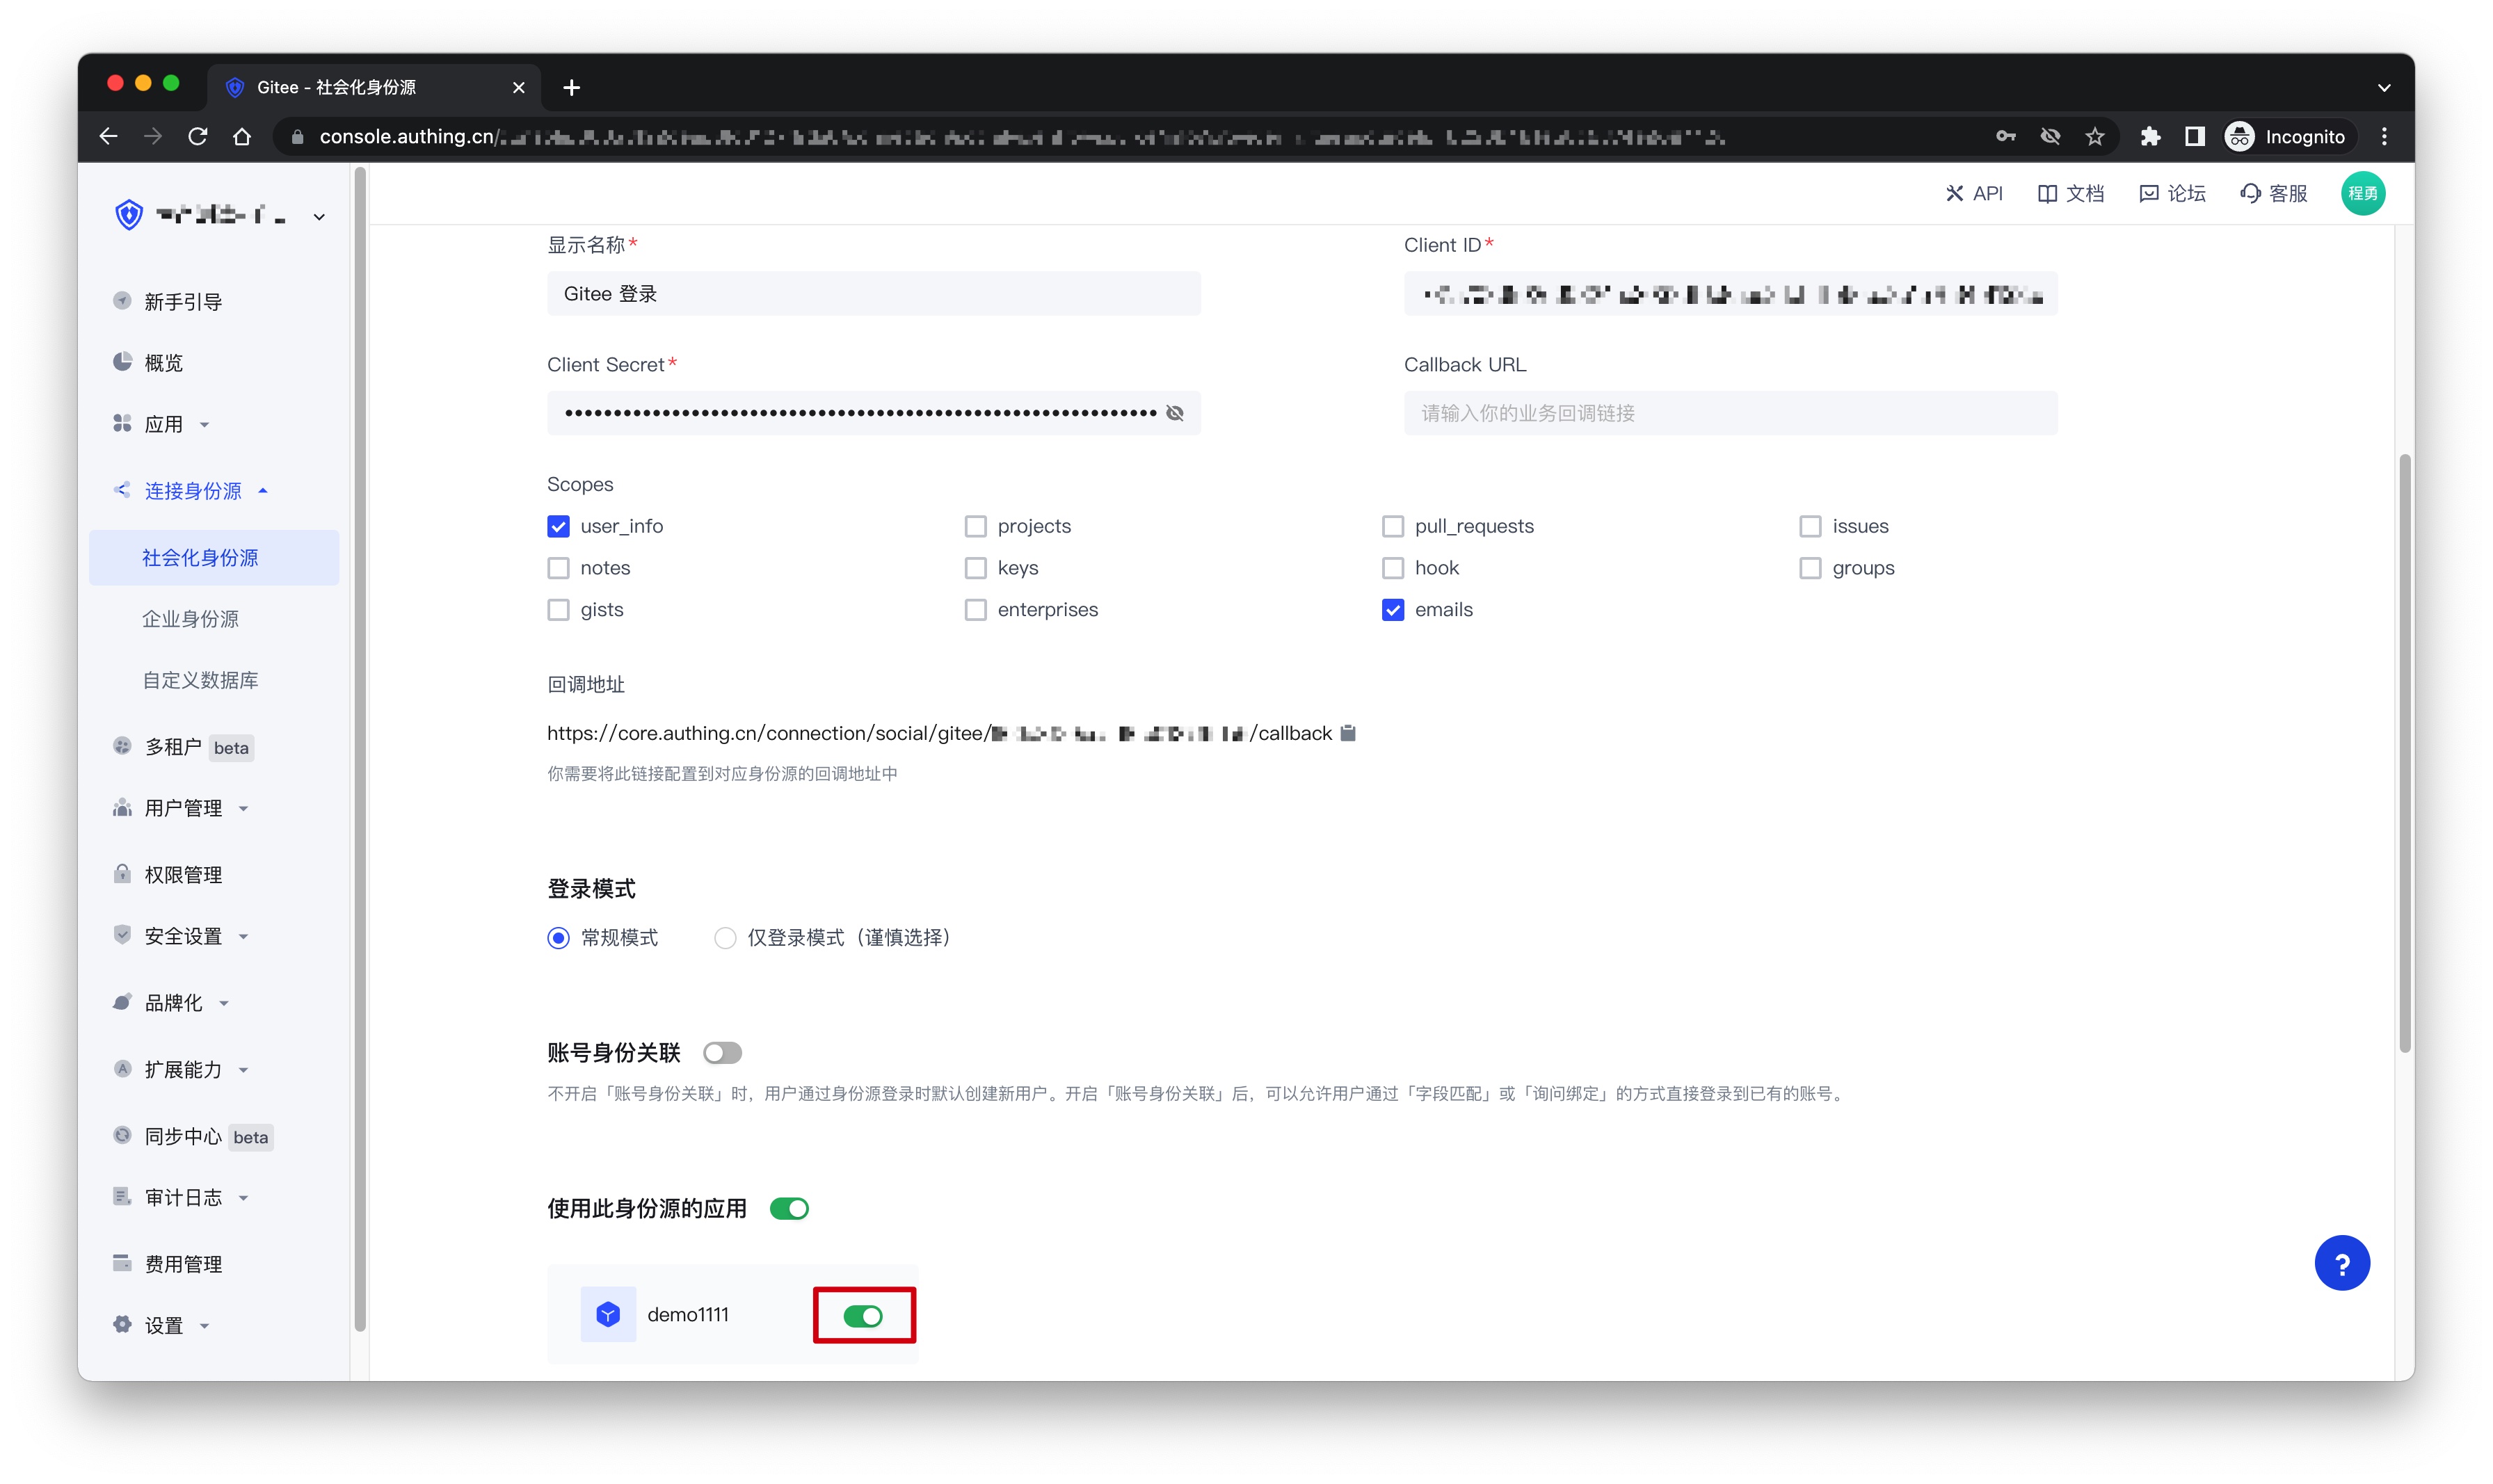 Gitee - 社会化身份源
console.authing.cn/
Incognito
API
文档
论坛
客服
程勇
新手引导
概览
应用
连接身份源
社会化身份源
企业身份源
自定义数据库
多租户 beta
用户管理
权限管理
安全设置
品牌化
扩展能力
同步中心 beta
审计日志
费用管理
设置
显示名称*
Client ID*
Gitee 登录
Client Secret*
Callback URL
请输入你的业务回调链接
Scopes
user_info
projects
pull_requests
issues
notes
keys
hook
groups
gists
enterprises
emails
回调地址
https://core.authing.cn/connection/social/gitee/
/callback
你需要将此链接配置到对应身份源的回调地址中
登录模式
常规模式
仅登录模式（谨慎选择）
账号身份关联
不开启「账号身份关联」时，用户通过身份源登录时默认创建新用户。开启「账号身份关联」后，可以允许用户通过「字段匹配」或「询问绑定」的方式直接登录到已有的账号。
使用此身份源的应用
demo1111
?